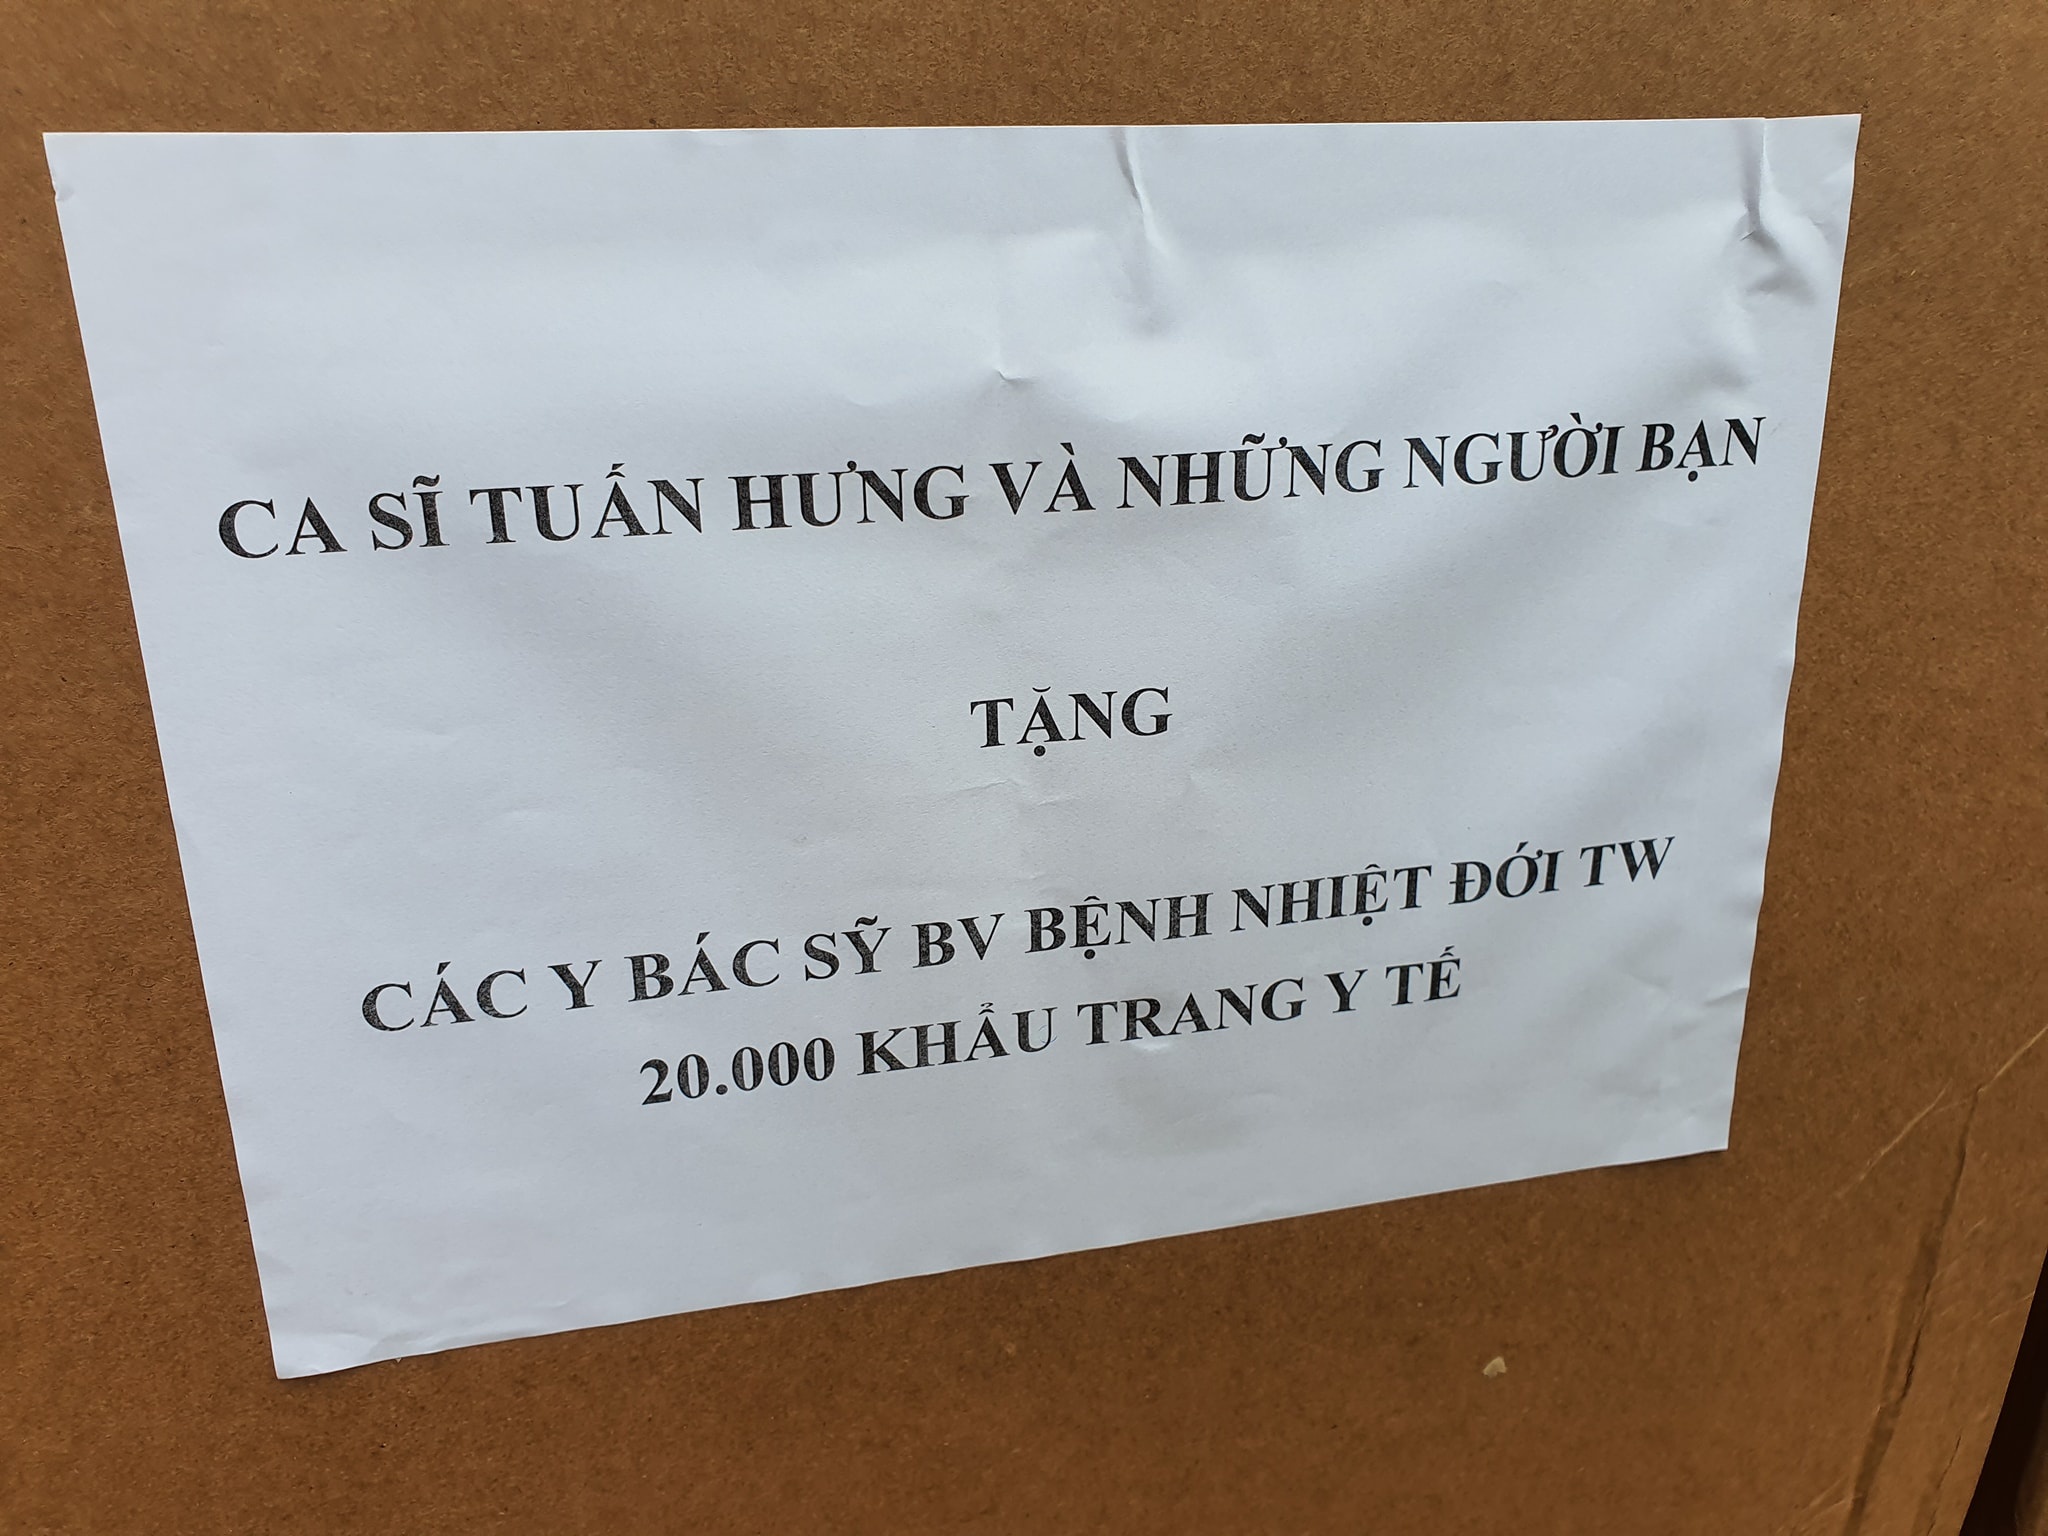 CA SĨ TUẤN HƯNG VÀ NHỮNG NGƯỜI BẠN
TẶNG
CÁC Y BÁC SỸ BV BỆNH NHIỆT ĐỚI TW
20.000 KHẨU TRANG Y TẾ